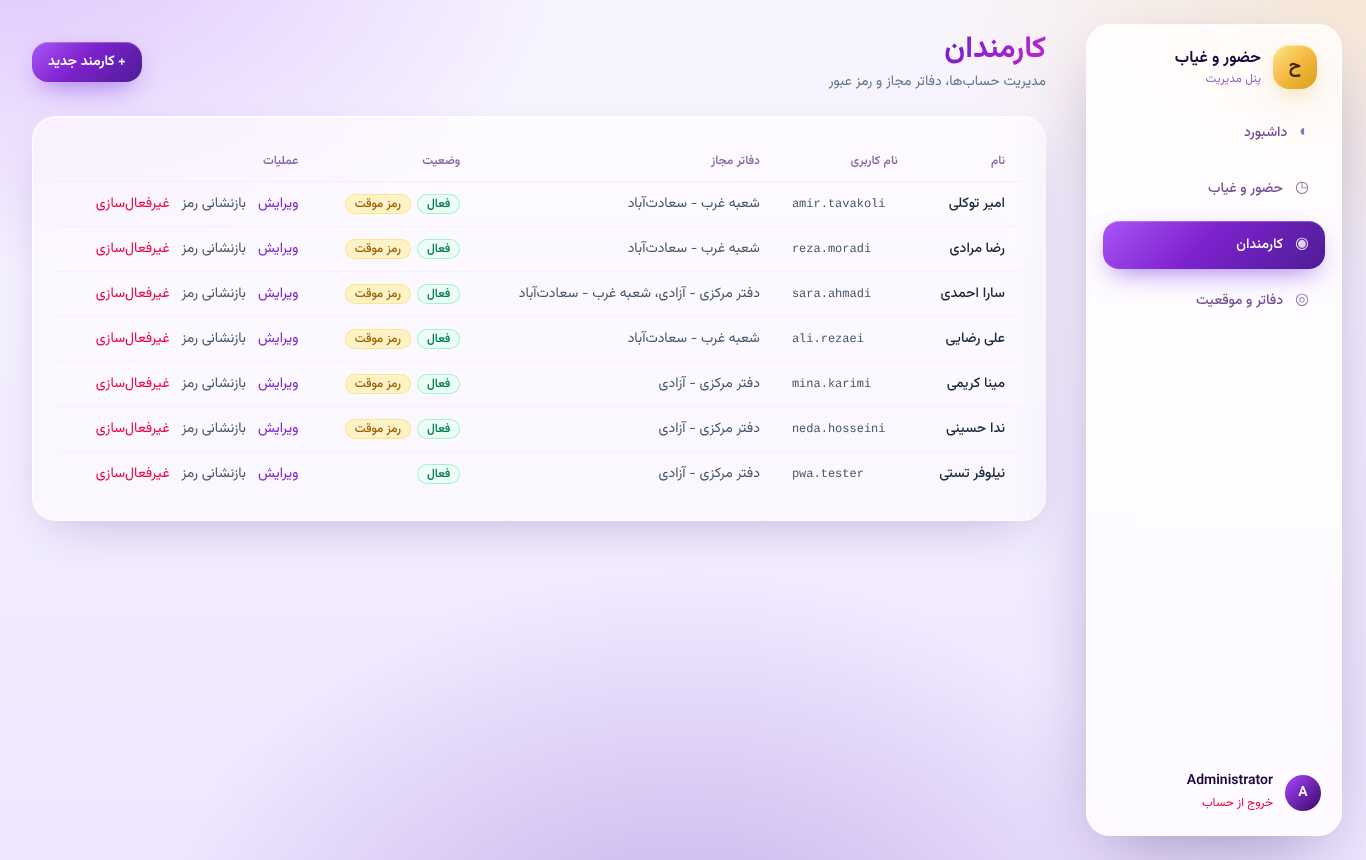 ح
حضور و غیاب
پنل مدیریت
داشبورد
حضور و غیاب
کارمندان
دفاتر و موقعیت
A
Administrator
خروج از حساب
کارمندان
مدیریت حساب‌ها، دفاتر مجاز و رمز عبور
+ کارمند جدید
نام نام کاربری دفاتر مجاز وضعیت عملیات
امیر توکلی amir.tavakoli شعبه غرب - سعادت‌آباد فعال رمز موقت ویرایش بازنشانی رمز غیرفعال‌سازی
رضا مرادی reza.moradi شعبه غرب - سعادت‌آباد فعال رمز موقت ویرایش بازنشانی رمز غیرفعال‌سازی
سارا احمدی sara.ahmadi دفتر مرکزی - آزادی، شعبه غرب - سعادت‌آباد فعال رمز موقت ویرایش بازنشانی رمز غیرفعال‌سازی
علی رضایی ali.rezaei شعبه غرب - سعادت‌آباد فعال رمز موقت ویرایش بازنشانی رمز غیرفعال‌سازی
مینا کریمی mina.karimi دفتر مرکزی - آزادی فعال رمز موقت ویرایش بازنشانی رمز غیرفعال‌سازی
ندا حسینی neda.hosseini دفتر مرکزی - آزادی فعال رمز موقت ویرایش بازنشانی رمز غیرفعال‌سازی
نیلوفر تستی pwa.tester دفتر مرکزی - آزادی فعال ویرایش بازنشانی رمز غیرفعال‌سازی